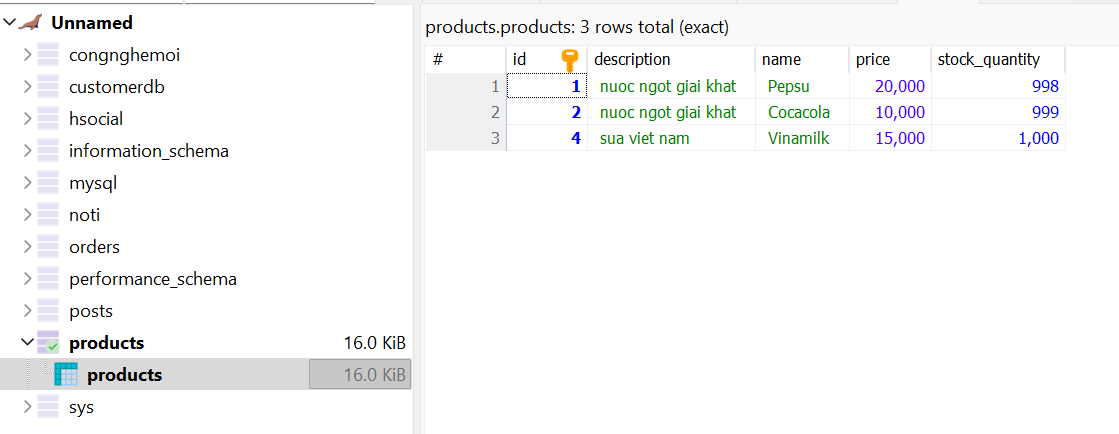 Unnamed
congnghemoi
customerdb
hsocial
information_schema
mysql
noti
orders
performance_schema
posts
products 16.0 KiB
products 16.0 KiB
sys
products.products: 3 rows total (exact)
# id description name price stock_quantity
1 1 nuoc ngot giai khat Pepsu 20,000 998
2 2 nuoc ngot giai khat Cocacola 10,000 999
3 4 sua viet nam Vinamilk 15,000 1,000